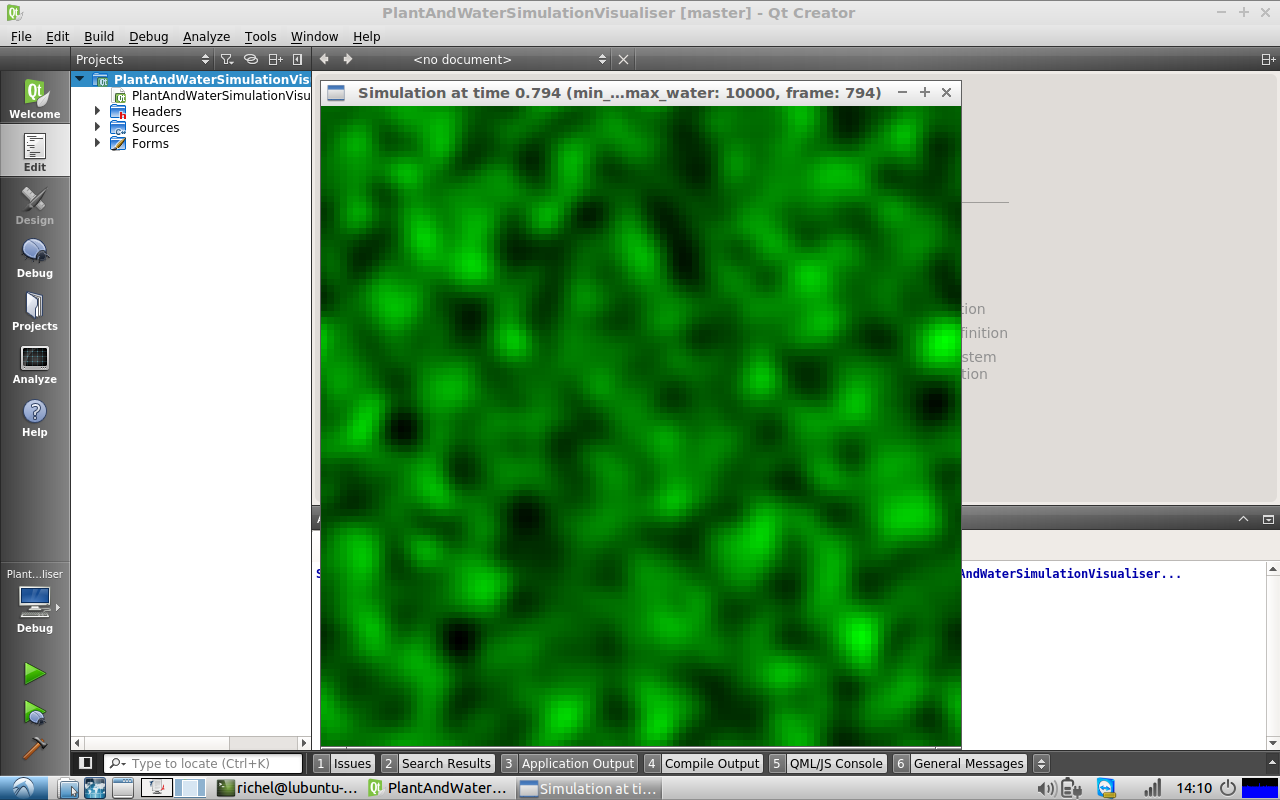 PlantAndWaterSimulationVisualiser [master] - Qt Creator
File Edit Build Debug Analyze Tools Window Help
Projects <no document>
Welcome
Edit
Design
Debug
Projects
Analyze
Help
Plant...liser
Debug
PlantAndWaterSimulationVis
PlantAndWaterSimulationVisu
Headers
Sources
Forms
Simulation at time 0.794 (min_...max_water: 10000, frame: 794)
tion
finition
stem
tion
AndWaterSimulationVisualiser...
Type to locate (Ctrl+K) 1 Issues 2 Search Results 3 Application Output 4 Compile Output 5 QML/JS Console 6 General Messages
richel@lubuntu-... PlantAndWater... Simulation at ti... 14:10